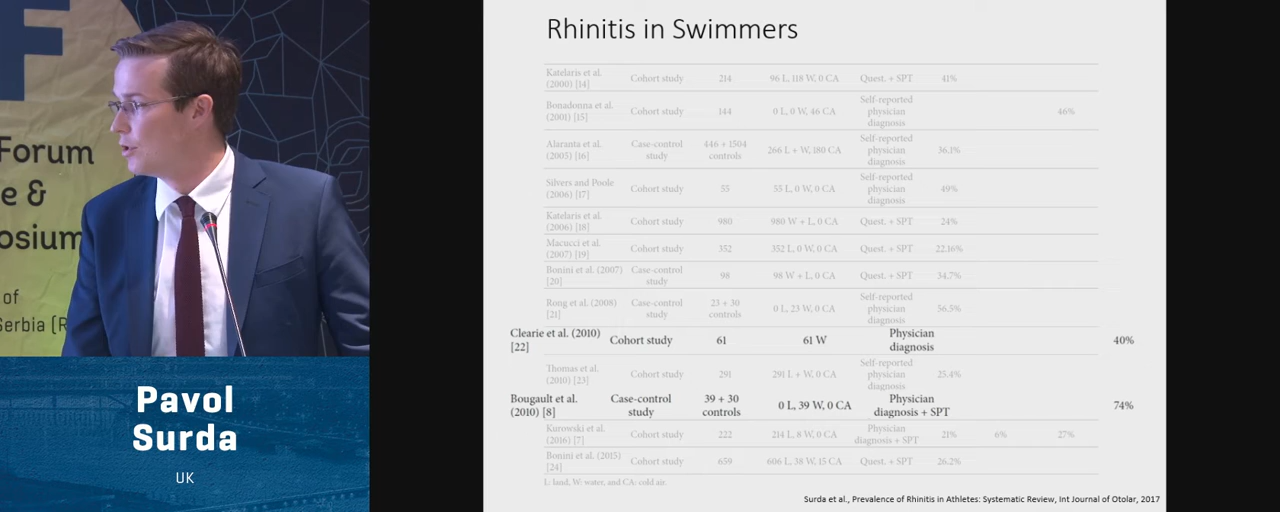 Forum
e &
osium
of
Serbia (R
Pavol
Surda
UK
Rhinitis in Swimmers
Katelaris et al. (2000) [14] Cohort study 214 96 L, 118 W, 0 CA Quest. + SPT 41%
Bonadonna et al. (2001) [15] Cohort study 144 0 L, 0 W, 46 CA Self-reported physician diagnosis 46%
Alaranta et al. (2005) [16] Case-control study 446 + 1504 controls 266 L + W, 180 CA Self-reported physician diagnosis 36.1%
Silvers and Poole (2006) [17] Cohort study 55 55 L, 0 W, 0 CA Self-reported physician diagnosis 49%
Katelaris et al. (2006) [18] Cohort study 980 980 W + L, 0 CA Quest. + SPT 24%
Macucci et al. (2007) [19] Cohort study 352 352 L, 0 W, 0 CA Quest. + SPT 22.16%
Bonini et al. (2007) [20] Case-control study 98 98 W + L, 0 CA Quest. + SPT 34.7%
Rong et al. (2008) [21] Case-control study 23 + 30 controls 0 L, 23 W, 0 CA Self-reported physician diagnosis 56.5%
Clearie et al. (2010) [22] Cohort study 61 61 W Physician diagnosis 40%
Thomas et al. (2010) [23] Cohort study 291 291 L + W, 0 CA Self-reported physician diagnosis 25.4%
Bougault et al. (2010) [8] Case-control study 39 + 30 controls 0 L, 39 W, 0 CA Physician diagnosis + SPT 74%
Kurowski et al. (2016) [7] Cohort study 222 214 L, 8 W, 0 CA Physician diagnosis + SPT 21% 6% 27%
Bonini et al. (2015) [24] Cohort study 659 606 L, 38 W, 15 CA Quest. + SPT 26.2%
L: land, W: water, and CA: cold air.
Surda et al., Prevalence of Rhinitis in Athletes: Systematic Review, Int Journal of Otolar, 2017